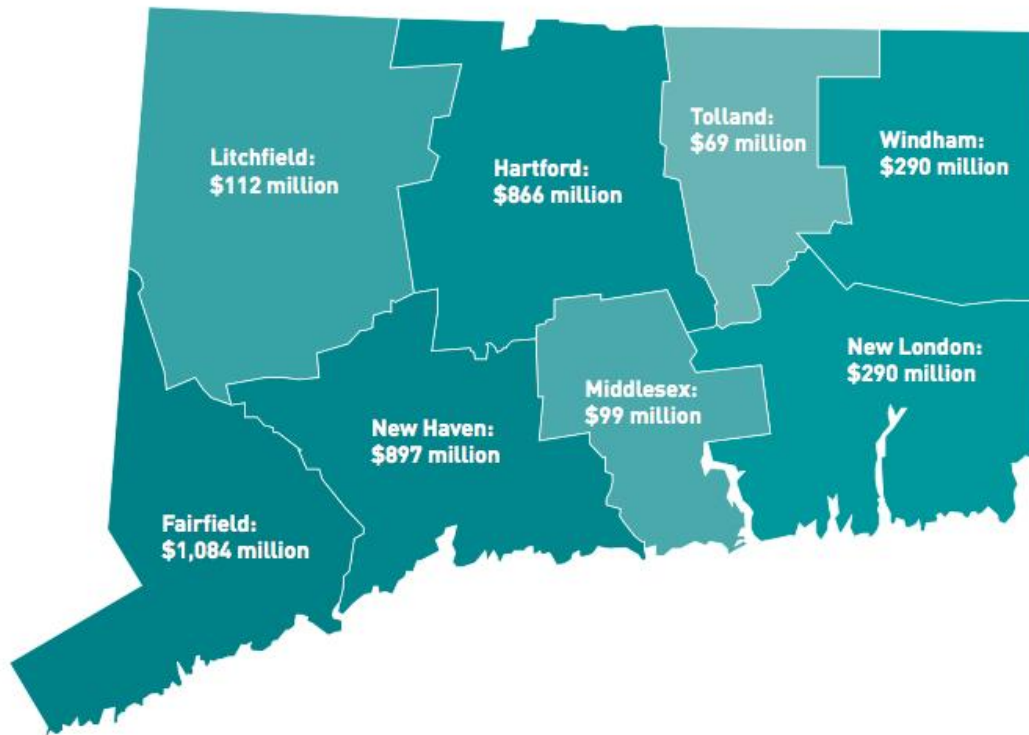 Tolland:
$69 million
Windham:
$290 million
Litchfield:
$112 million
Hartford:
$866 million
New London:
$290 million
Middlesex:
$99 million
New Haven:
$897 million
Fairfield:
$1,084 million